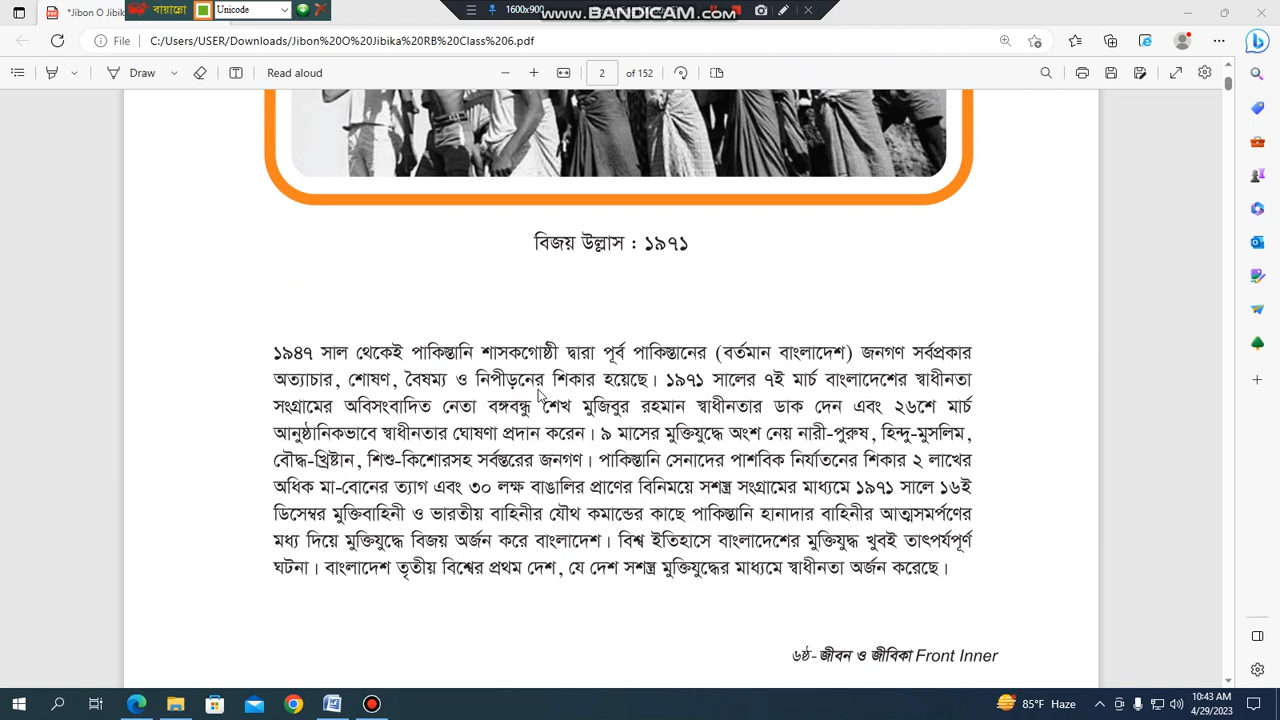 *Jibon O Jibik
বায়ান্নো
Unicode
1600x900
www.BANDICAM.com
File
C:/Users/USER/Downloads/Jibon%20O%20Jibika%20RB%20Class%206.pdf
Draw
Read aloud
2
of 152
বিজয় উল্লাস : ১৯৭১
১৯৪৭ সাল থেকেই পাকিস্তানি শাসকগোষ্ঠী দ্বারা পূর্ব পাকিস্তানের (বর্তমান বাংলাদেশ) জনগণ সর্বপ্রকার
অত্যাচার, শোষণ, বৈষম্য ও নিপীড়নের শিকার হয়েছে। ১৯৭১ সালের ৭ই মার্চ বাংলাদেশের স্বাধীনতা
সংগ্রামের অবিসংবাদিত নেতা বঙ্গবন্ধু শেখ মুজিবুর রহমান স্বাধীনতার ডাক দেন এবং ২৬শে মার্চ
আনুষ্ঠানিকভাবে স্বাধীনতার ঘোষণা প্রদান করেন। ৯ মাসের মুক্তিযুদ্ধে অংশ নেয় নারী-পুরুষ, হিন্দু-মুসলিম,
বৌদ্ধ-খ্রিষ্টান, শিশু-কিশোরসহ সর্বস্তরের জনগণ। পাকিস্তানি সেনাদের পাশবিক নির্যাতনের শিকার ২ লাখের
অধিক মা-বোনের ত্যাগ এবং ৩০ লক্ষ বাঙালির প্রাণের বিনিময়ে সশস্ত্র সংগ্রামের মাধ্যমে ১৯৭১ সালে ১৬ই
ডিসেম্বর মুক্তিবাহিনী ও ভারতীয় বাহিনীর যৌথ কমান্ডের কাছে পাকিস্তানি হানাদার বাহিনীর আত্মসমর্পণের
মধ্য দিয়ে মুক্তিযুদ্ধে বিজয় অর্জন করে বাংলাদেশ। বিশ্ব ইতিহাসে বাংলাদেশের মুক্তিযুদ্ধ খুবই তাৎপর্যপূর্ণ
ঘটনা। বাংলাদেশ তৃতীয় বিশ্বের প্রথম দেশ, যে দেশ সশস্ত্র মুক্তিযুদ্ধের মাধ্যমে স্বাধীনতা অর্জন করেছে।
৬ষ্ঠ-জীবন ও জীবিকা Front Inner
85°F Haze
10:43 AM
4/29/2023